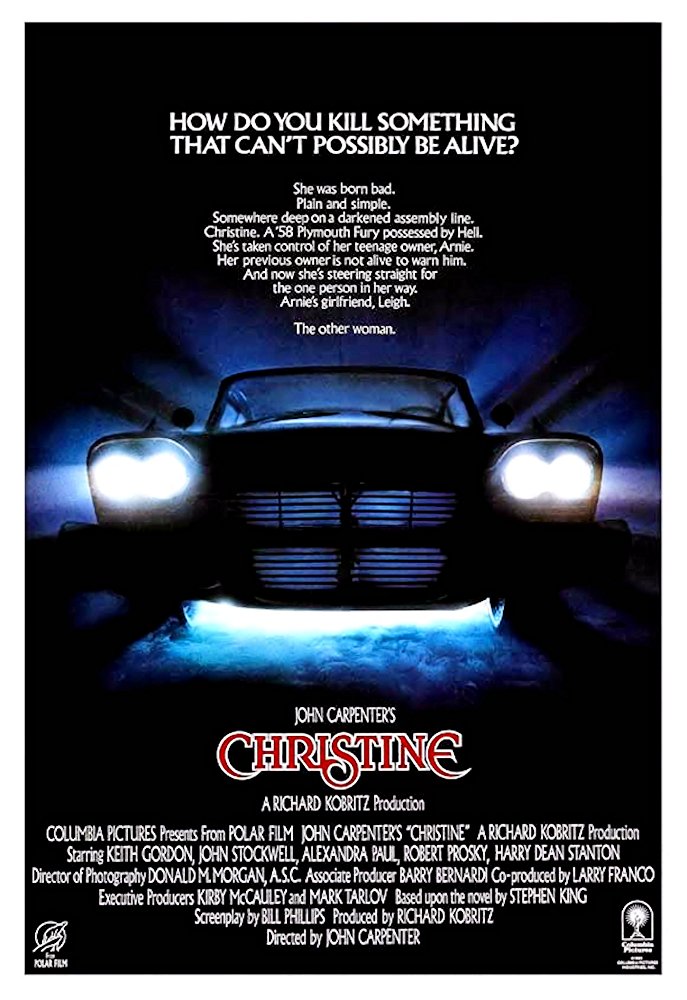 HOW DO YOU KILL SOMETHING
THAT CAN'T POSSIBLY BE ALIVE?
She was born bad.
Plain and simple.
Somewhere deep on a darkened assembly line.
Christine. A '58 Plymouth Fury possessed by Hell.
She's taken control of her teenage owner, Arnie.
Her previous owner is not alive to warn him.
And now she's steering straight for
the one person in her way.
Arnie's girlfriend, Leigh.
The other woman.
JOHN CARPENTER'S
CHRISTINE
A RICHARD KOBRITZ Production
COLUMBIA PICTURES Presents From POLAR FILM JOHN CARPENTER'S "CHRISTINE" A RICHARD KOBRITZ Production
Starring KEITH GORDON, JOHN STOCKWELL, ALEXANDRA PAUL, ROBERT PROSKY, HARRY DEAN STANTON
Director of Photography DONALD M. MORGAN, A.S.C. Associate Producer BARRY BERNARDI Co-produced by LARRY FRANCO
Executive Producers KIRBY McCAULEY and MARK TARLOV Based upon the novel by STEPHEN KING
Screenplay by BILL PHILLIPS Produced by RICHARD KOBRITZ
Directed by JOHN CARPENTER
From
POLAR FILM
Columbia
Pictures
COLUMBIA PICTURES
INDUSTRIES, INC.